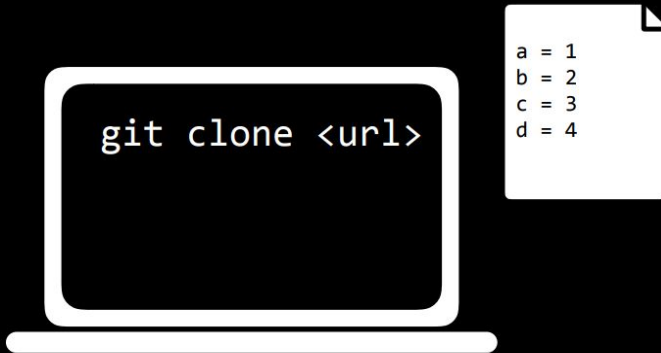 git clone <url>
a = 1
b = 2
c = 3
d = 4